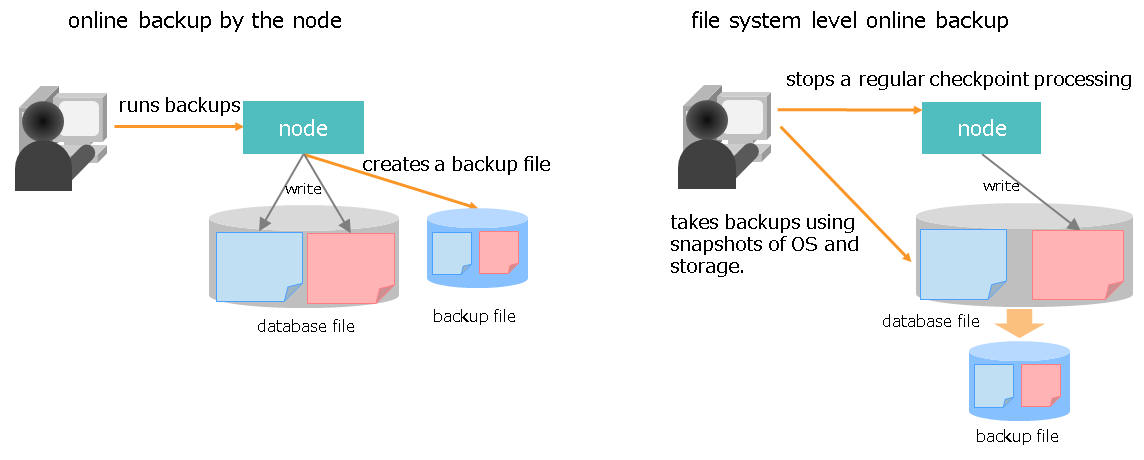 online backup by the node
runs backups
node
creates a backup file
write
database file
backup file
file system level online backup
stops a regular checkpoint processing
node
write
takes backups using
snapshots of OS and
storage.
database file
backup file